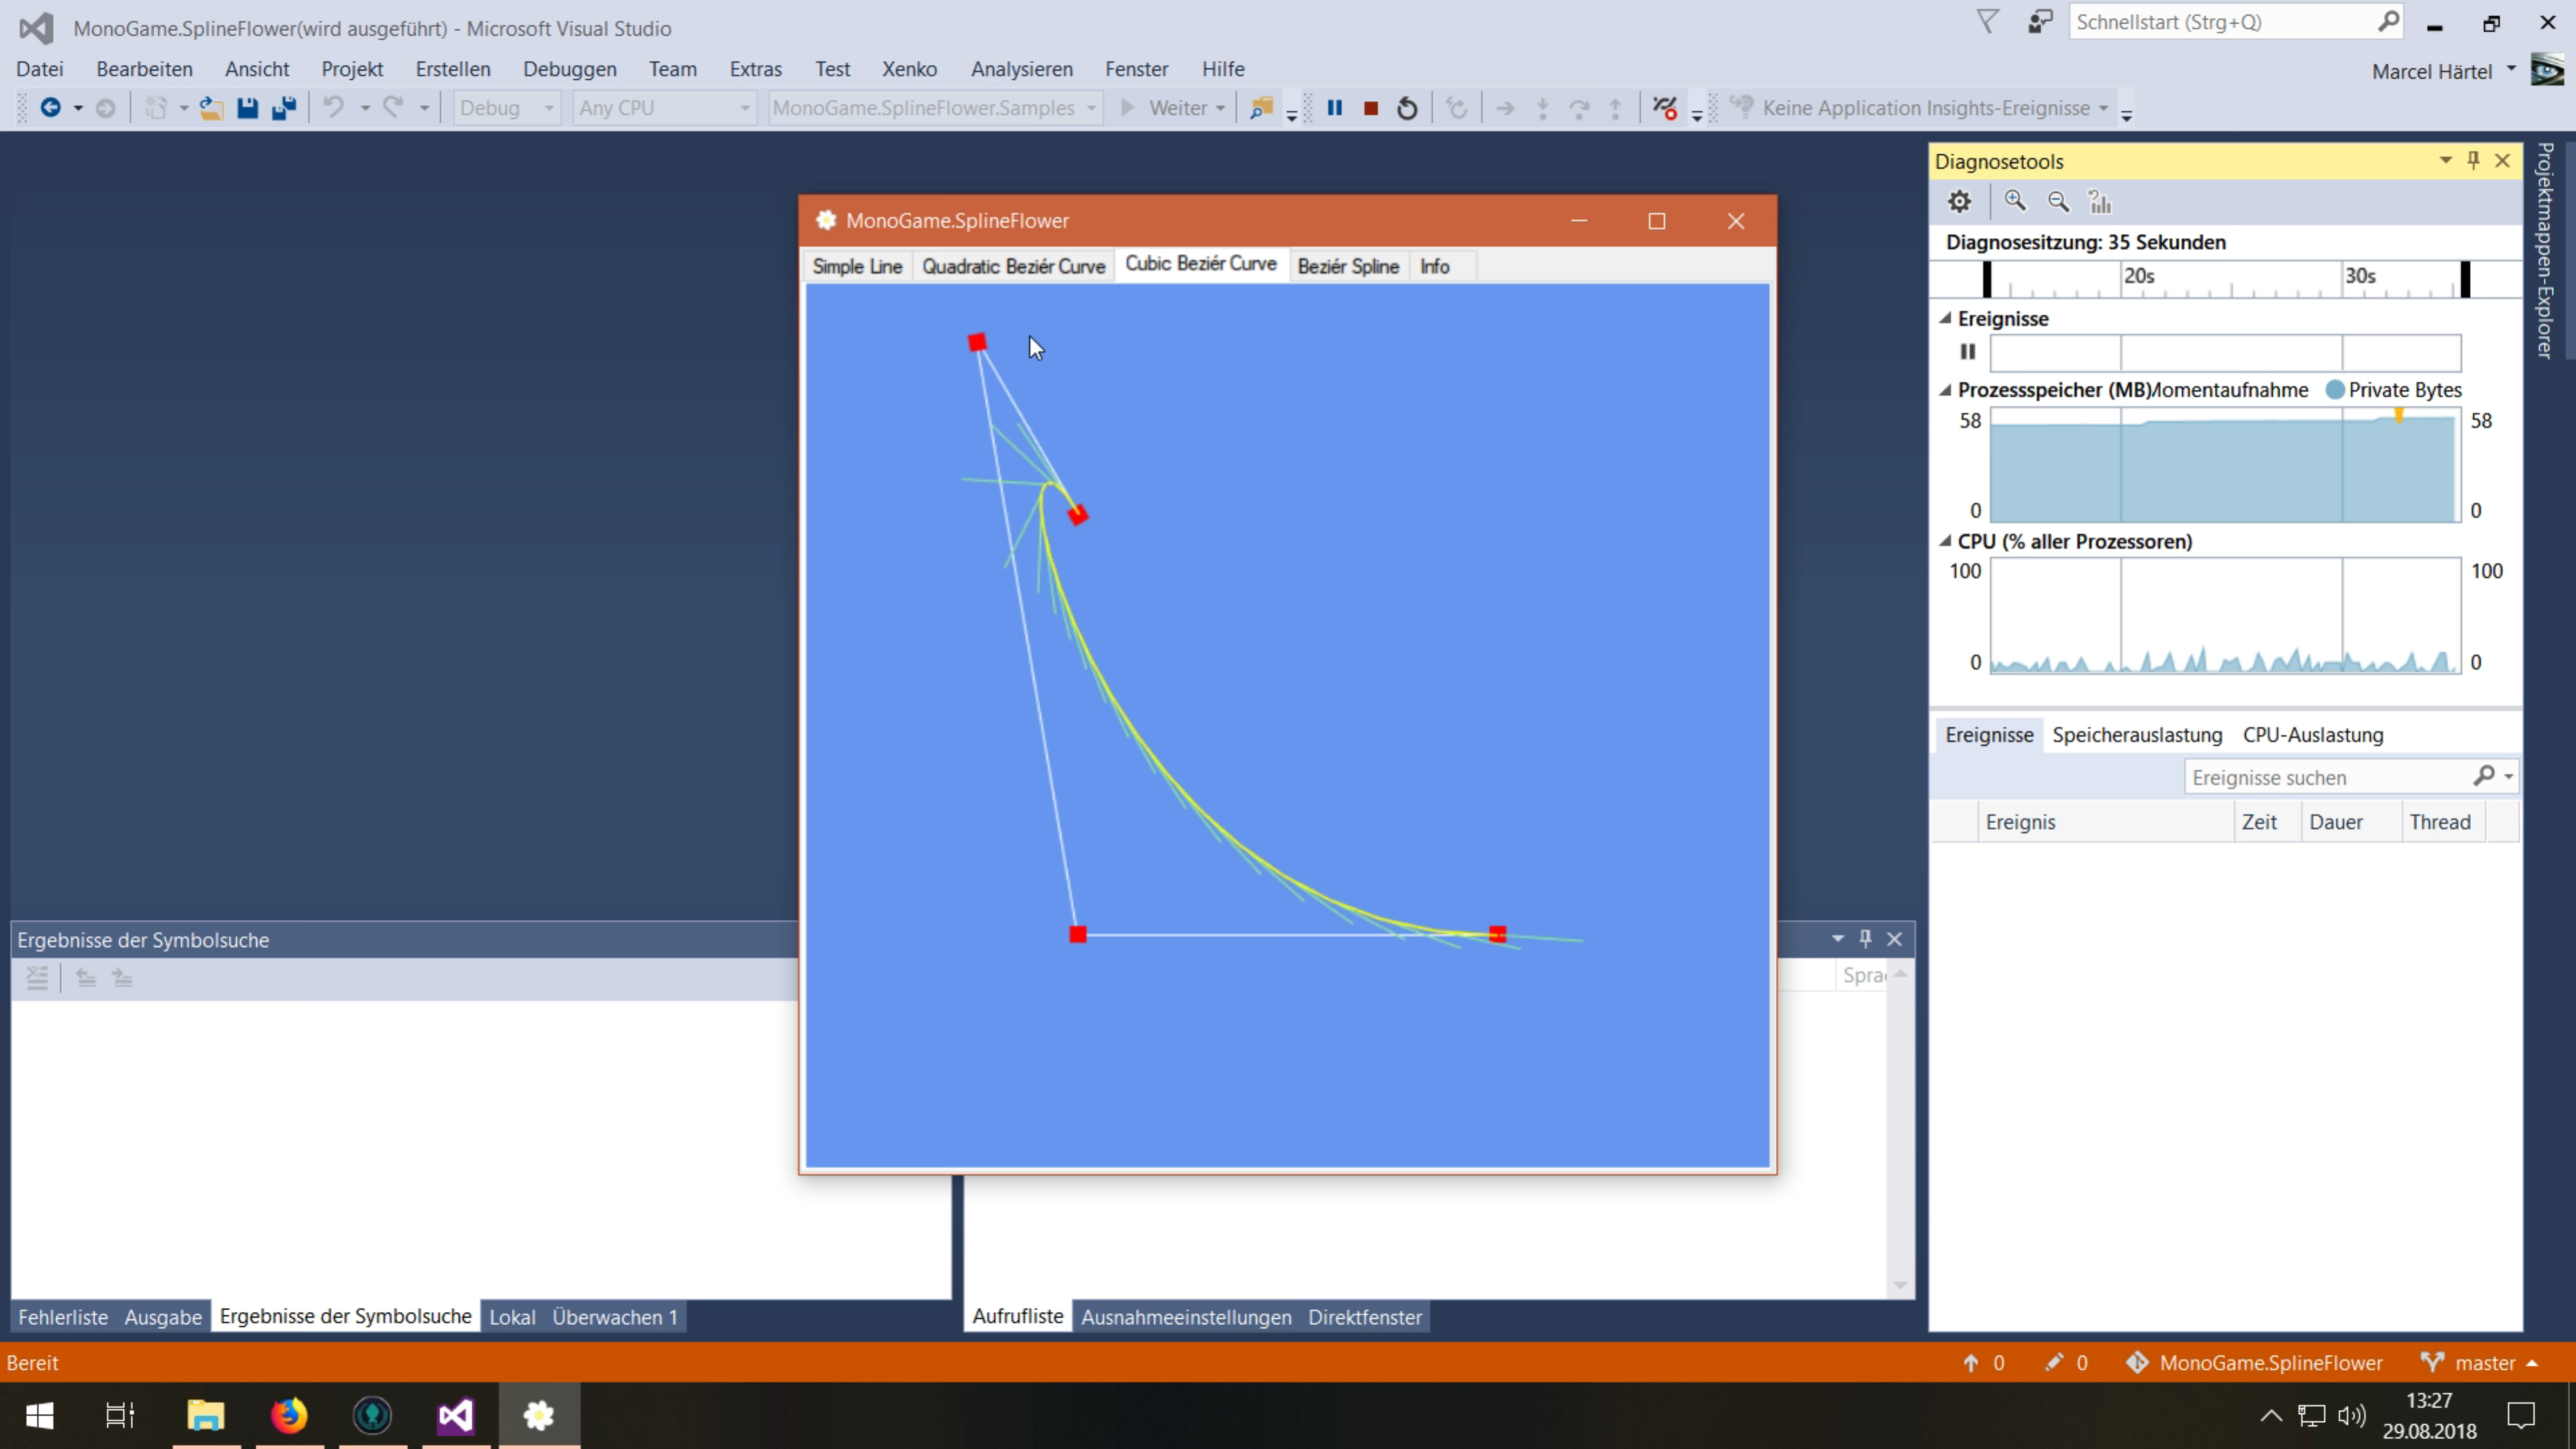 MonoGame.SplineFlower(wird ausgeführt) - Microsoft Visual Studio
Schnellstart (Strg+Q)
Datei Bearbeiten Ansicht Projekt Erstellen Debuggen Team Extras Test Xenko Analysieren Fenster Hilfe
Marcel Härtel
Debug Any CPU MonoGame.SplineFlower.Samples Weiter Keine Application Insights-Ereignisse
Projektmappen-Explorer
MonoGame.SplineFlower
Simple Line Quadratic Beziér Curve Cubic Beziér Curve Beziér Spline Info
Diagnosetools
Diagnosesitzung: 35 Sekunden
20s 30s
Ereignisse
Prozessspeicher (MB) Private Bytes
58 58
0 0
CPU (% aller Prozessoren)
100 100
0 0
Ereignisse Speicherauslastung CPU-Auslastung
Ereignisse suchen
Ereignis Zeit Dauer Thread
Ergebnisse der Symbolsuche
Fehlerliste Ausgabe Ergebnisse der Symbolsuche Lokal Überwachen 1
Aufrufliste Ausnahmeeinstellungen Direktfenster
Bereit
0 0 MonoGame.SplineFlower master
13:27
29.08.2018